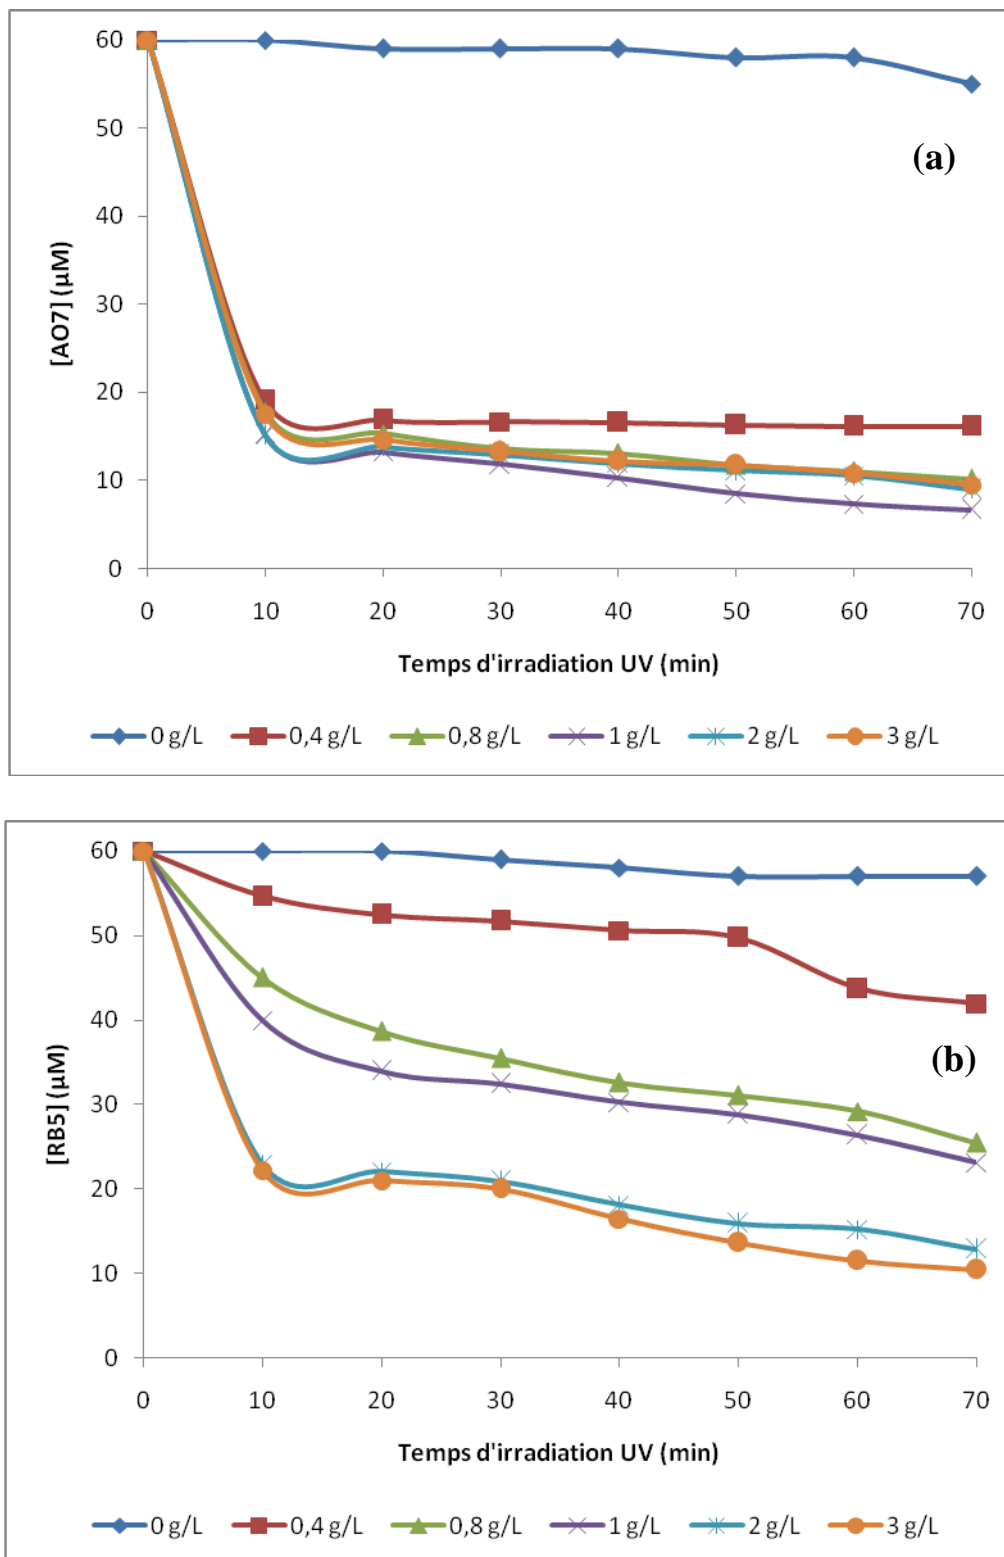 60
50
40
30
20
10
0
[AO7] (µM)
(a)
0 10 20 30 40 50 60 70
Temps d'irradiation UV (min)
0 g/L 0,4 g/L 0,8 g/L 1 g/L 2 g/L 3 g/L
60
50
40
30
20
10
0
[RB5] (µM)
(b)
0 10 20 30 40 50 60 70
Temps d'irradiation UV (min)
0 g/L 0,4 g/L 0,8 g/L 1 g/L 2 g/L 3 g/L